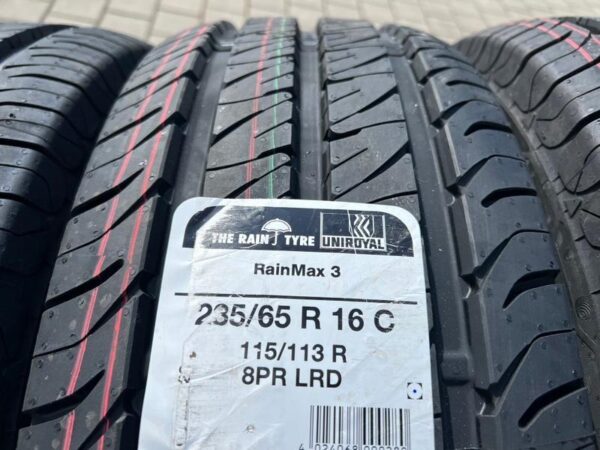 THE RAIN TYRE UNIROYAL
RainMax 3
235/65 R 16 C
115/113 R
8PR LRD